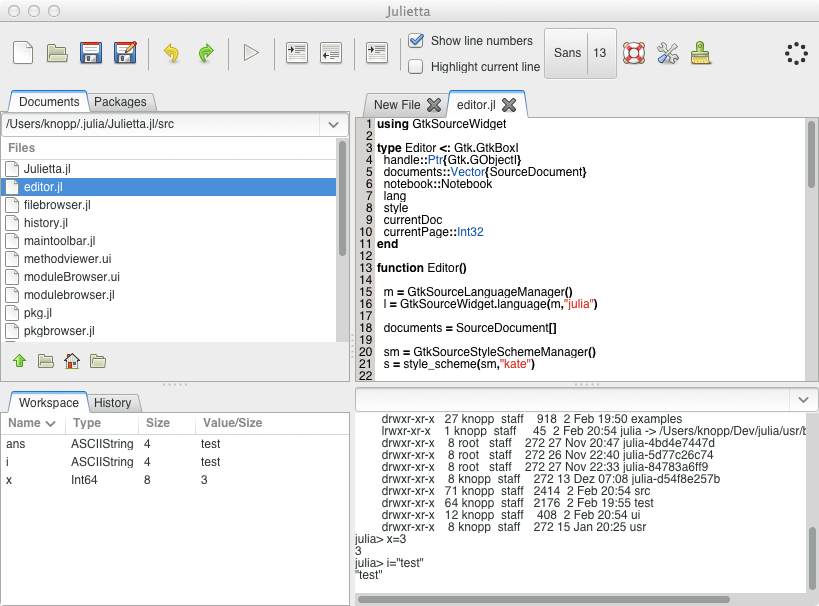 Julietta
Show line numbers
Highlight current line
Sans 13
Documents Packages
/Users/knopp/.julia/Julietta.jl/src
Files
Julietta.jl
editor.jl
filebrowser.jl
history.jl
maintoolbar.jl
methodviewer.ui
moduleBrowser.ui
modulebrowser.jl
pkg.jl
pkgbrowser.jl
New File editor.jl
1 using GtkSourceWidget
2
3 type Editor <: Gtk.GtkBoxI
4 handle::Ptr{Gtk.GObjectI}
5 documents::Vector{SourceDocument}
6 notebook::Notebook
7 lang
8 style
9 currentDoc
10 currentPage::Int32
11 end
12
13 function Editor()
14
15 m = GtkSourceLanguageManager()
16 l = GtkSourceWidget.language(m,"julia")
17
18 documents = SourceDocument[]
19
20 sm = GtkSourceStyleSchemeManager()
21 s = style_scheme(sm,"kate")
22
Workspace History
Name Type Size Value/Size
ans ASCIIString 4 test
i ASCIIString 4 test
x Int64 8 3
drwxr-xr-x 27 knopp staff 918 2 Feb 19:50 examples
lrwxr-xr-x 1 knopp staff 45 2 Feb 20:54 julia -> /Users/knopp/Dev/julia/usr/b
drwxr-xr-x 8 root staff 272 27 Nov 20:47 julia-4bd4e7447d
drwxr-xr-x 8 root staff 272 26 Nov 22:40 julia-5d77c26c74
drwxr-xr-x 8 root staff 272 27 Nov 22:33 julia-84783a6ff9
drwxr-xr-x 8 knopp staff 272 13 Dez 07:08 julia-d54f8e257b
drwxr-xr-x 71 knopp staff 2414 2 Feb 20:54 src
drwxr-xr-x 64 knopp staff 2176 2 Feb 19:55 test
drwxr-xr-x 12 knopp staff 408 2 Feb 20:54 ui
drwxr-xr-x 8 knopp staff 272 15 Jan 20:25 usr
julia> x=3
3
julia> i="test"
"test"